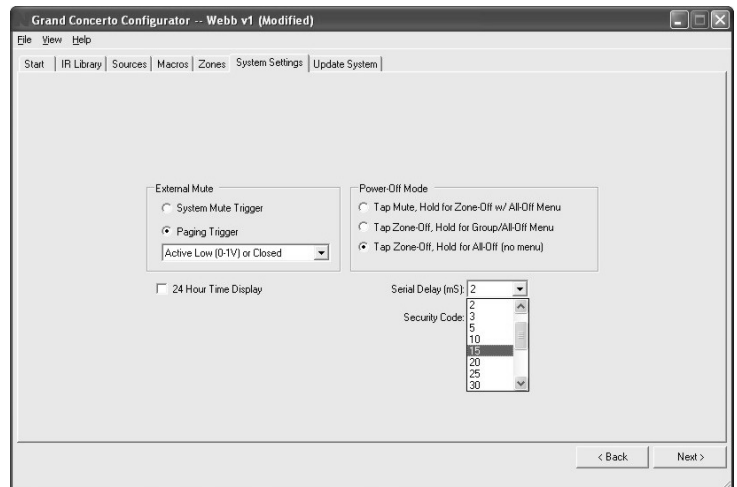 Grand Concerto Configurator -- Webb v1 (Modified)
File View Help
Start IR Library Sources Macros Zones System Settings Update System
External Mute
System Mute Trigger
Paging Trigger
Active Low (0-1V) or Closed
Power-Off Mode
Tap Mute, Hold for Zone-Off w/ All-Off Menu
Tap Zone-Off, Hold for Group/All-Off Menu
Tap Zone-Off, Hold for All-Off (no menu)
24 Hour Time Display
Serial Delay (mS): 2
Security Code:
2
3
5
10
15
20
25
30
< Back Next >